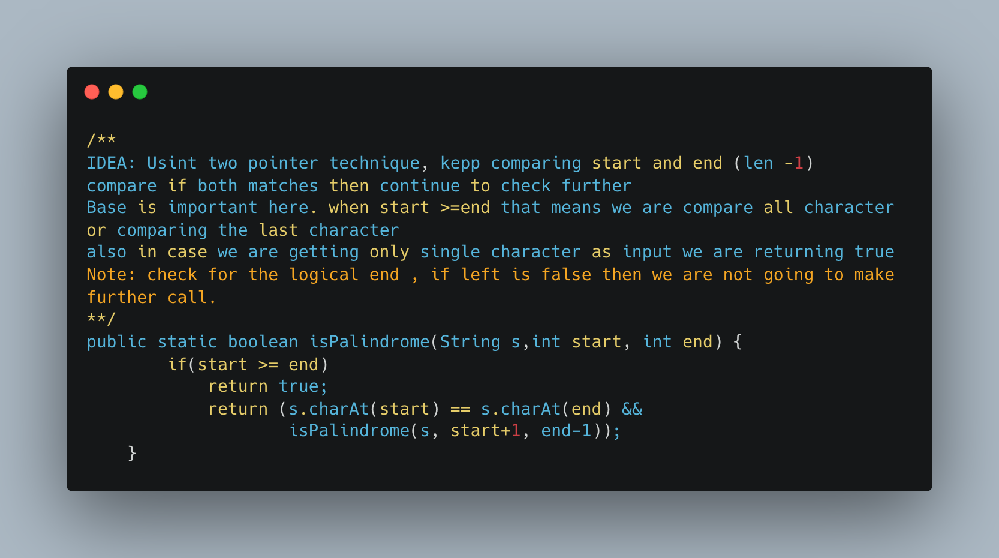 /**
IDEA: Usint two pointer technique, kepp comparing start and end (len -1)
compare if both matches then continue to check further
Base is important here. when start >=end that means we are compare all character
or comparing the last character
also in case we are getting only single character as input we are returning true
Note: check for the logical end , if left is false then we are not going to make
further call.
**/
public static boolean isPalindrome(String s,int start, int end) {
        if(start >= end)
            return true;
            return (s.charAt(start) == s.charAt(end) &&
                    isPalindrome(s, start+1, end-1));
    }